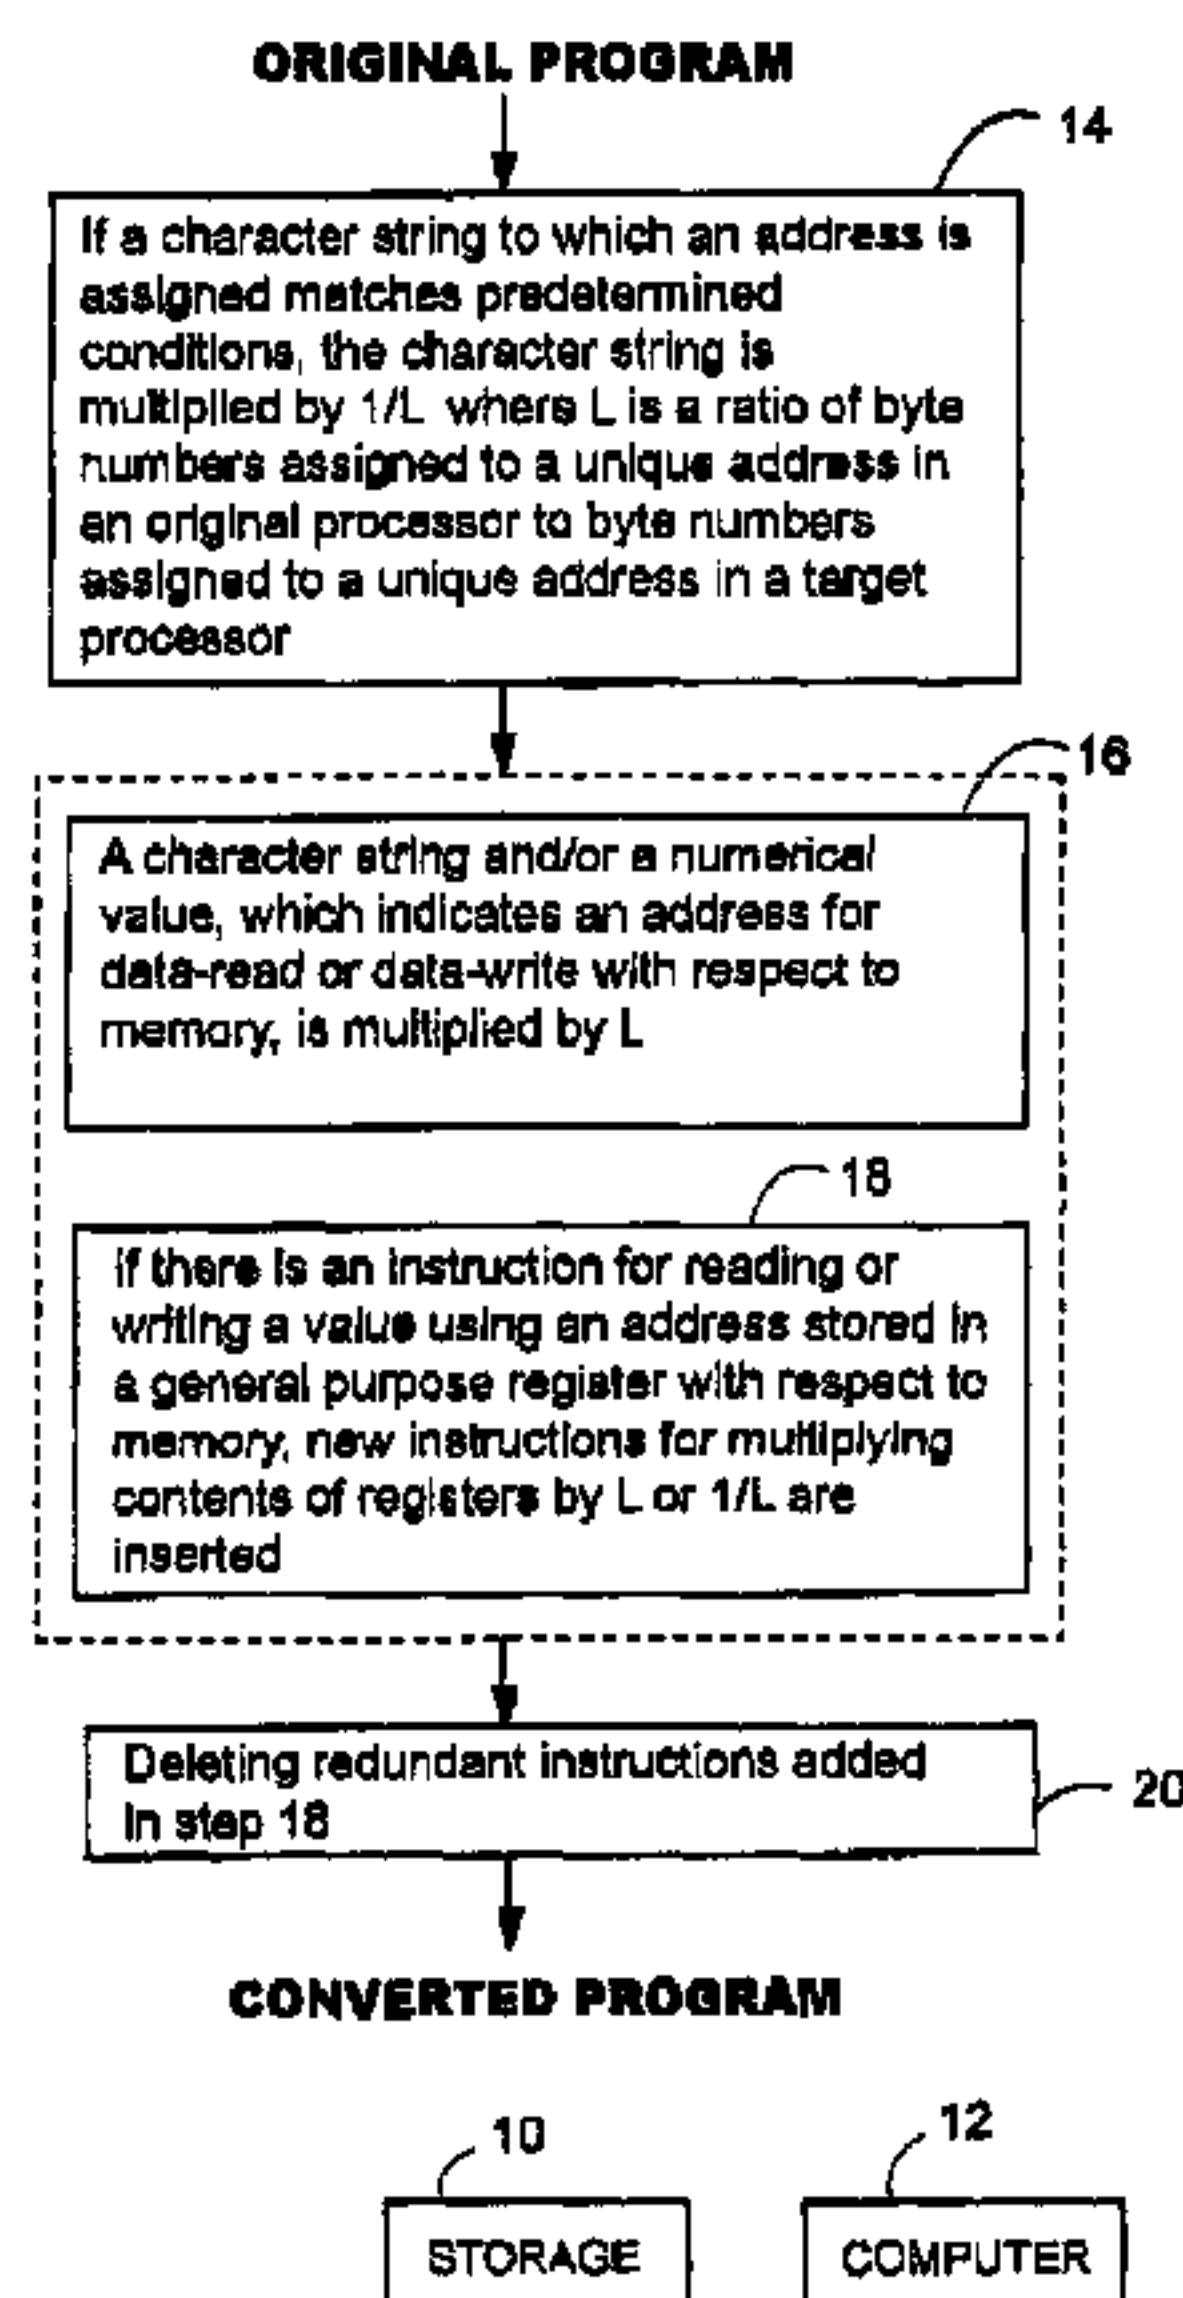 ORIGINAL PROGRAM
14
If a character string to which an address is
assigned matches predetermined
conditions, the character string is
multiplied by 1/L where L is a ratio of byte
numbers assigned to a unique address in
an original processor to byte numbers
assigned to a unique address in a target
processor
16
A character string and/or a numerical
value, which indicates an address for
data-read or data-write with respect to
memory, is multiplied by L
18
if there is an instruction for reading or
writing a value using an address stored in
a general purpose register with respect to
memory, new instructions for multiplying
contents of registers by L or 1/L are
inserted
Deleting redundant instructions added
in step 18
20
CONVERTED PROGRAM
10
12
STORAGE
COMPUTER